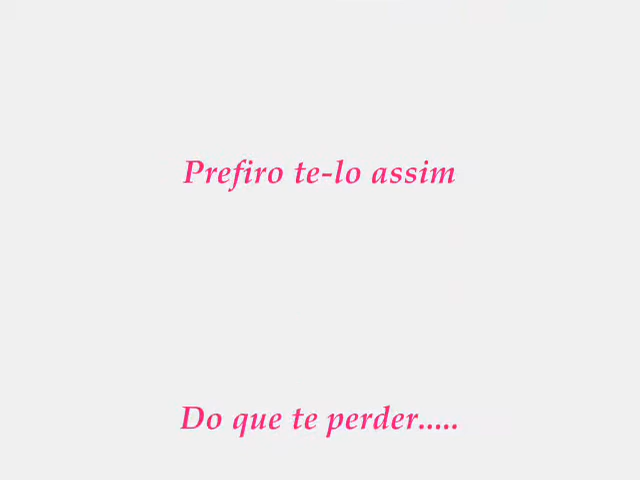 Prefiro te-lo assim
Do que te perder.....